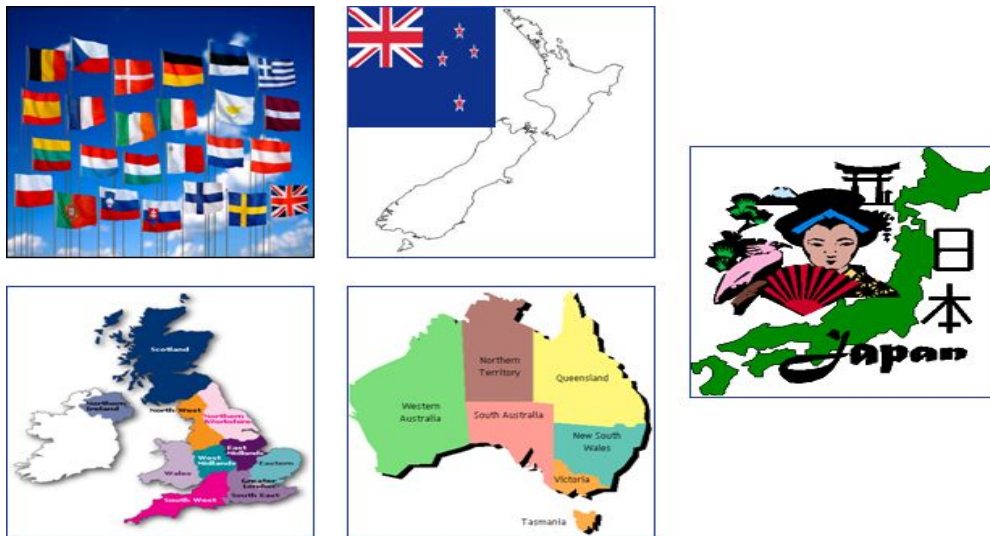 日
本
Japan
Scotland
Northern
Ireland
North West
Northern
Workshire
East
Midlands
West
Midlands
Eastern
Wales
Greater
London
South East
South West
Northern
Territory
Queensland
Western
Australia
South Australia
New South
Wales
Victoria
Tasmania